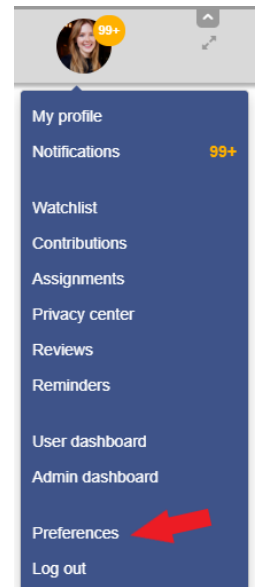 99+
My profile
Notifications 99+
Watchlist
Contributions
Assignments
Privacy center
Reviews
Reminders
User dashboard
Admin dashboard
Preferences
Log out